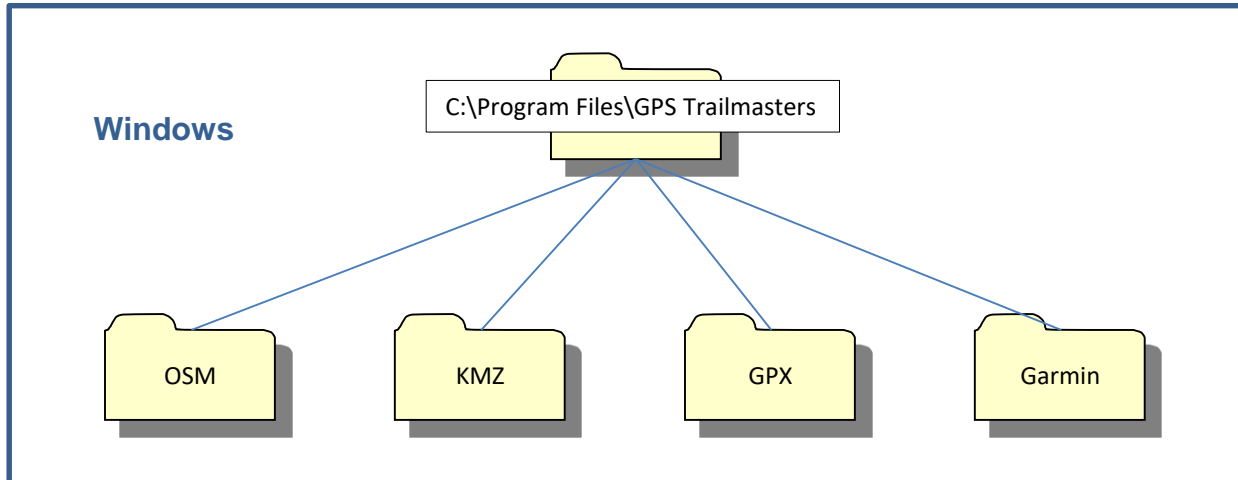 C:\Program Files\GPS Trailmasters
Windows
OSM
KMZ
GPX
Garmin